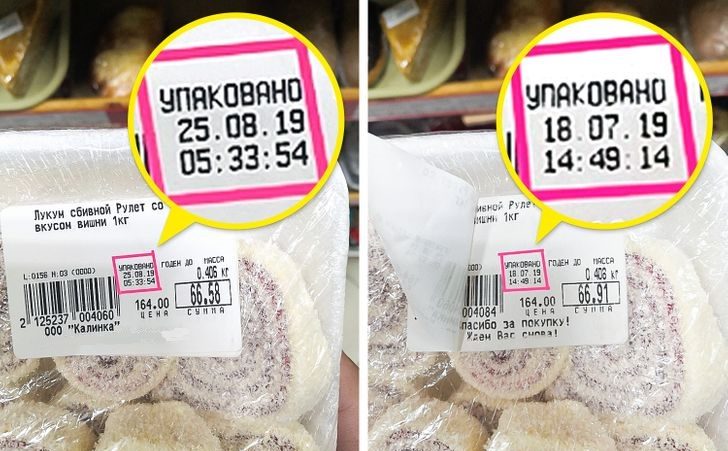 УПАКОВАНО
25.08.19
05:33:54
Лукум сбивной Рулет со
вкусом вишни 1кг
L:0156 N:03 (0000)
УПАКОВАНО
25.08.19
05:33:54
ГОДЕН ДО
МАССА
0.406 кг
164.00
ЦЕНА
66.58
СУММА
2 125237 004060
ООО "Калинка"
УПАКОВАНО
18.07.19
14:49:14
Рулет
вишни 1кг
УПАКОВАНО
18.07.19
14:49:14
ГОДЕН ДО
МАССА
0.408 кг
164.00
ЦЕНА
66.91
СУММА
004084
пасибо за покупку!
Ждем Вас снова!